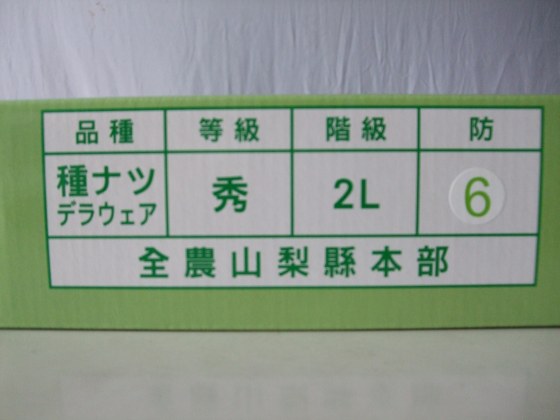 品種 等級 階級 防
種ナツ
デラウェア
秀 2L 6
全農山梨縣本部